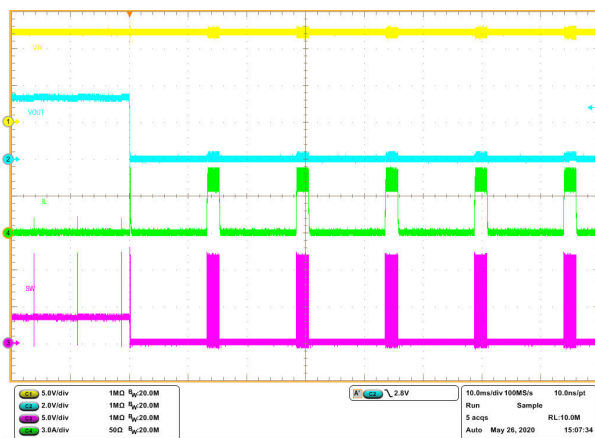 VIN
1
VOUT
2
IL
4
SW
3
C1 5.0V/div 1MΩ BW:20.0M
C2 2.0V/div 1MΩ BW:20.0M
C3 5.0V/div 1MΩ BW:20.0M
C4 3.0A/div 50Ω BW:20.0M
A' C2 2.8V
10.0ms/div 100MS/s 10.0ns/pt
Run Sample
5 acqs RL:10.0M
Auto May 26, 2020 15:07:34